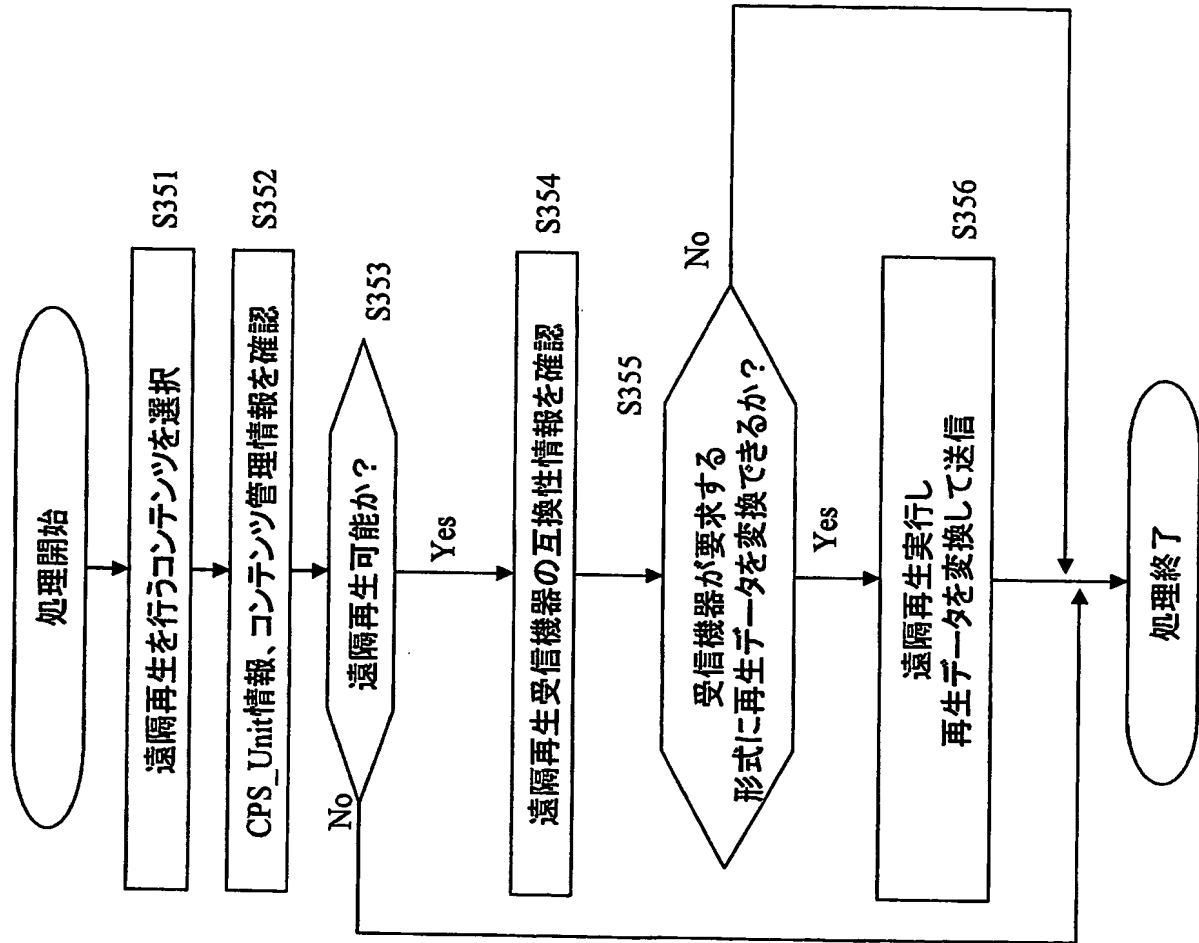 処理開始
遠隔再生を行うコンテンツを選択
S351
CPS_Unit情報、コンテンツ管理情報を確認
S352
遠隔再生可能か？
S353
No
Yes
遠隔再生受信機器の互換性情報を確認
S354
S355
受信機器が要求する
形式に再生データを変換できるか？
No
Yes
遠隔再生実行し
再生データを変換して送信
S356
処理終了